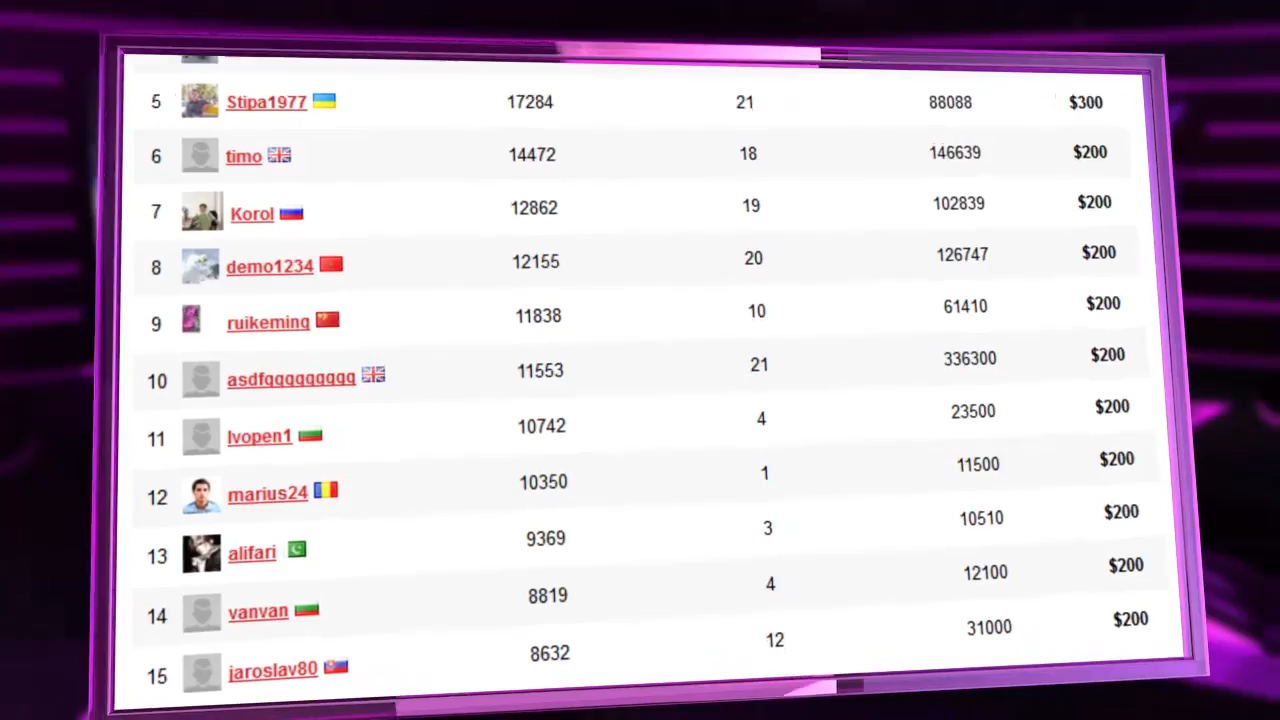 5 Stipa1977 17284 21 88088 $300
6 timo 14472 18 146639 $200
7 Korol 12862 19 102839 $200
8 demo1234 12155 20 126747 $200
9 ruikeming 11838 10 61410 $200
10 asdfqqqqqqqqq 11553 21 336300 $200
11 lvopen1 10742 4 23500 $200
12 marius24 10350 1 11500 $200
13 alifari 9369 3 10510 $200
14 vanvan 8819 4 12100 $200
15 jaroslav80 8632 12 31000 $200